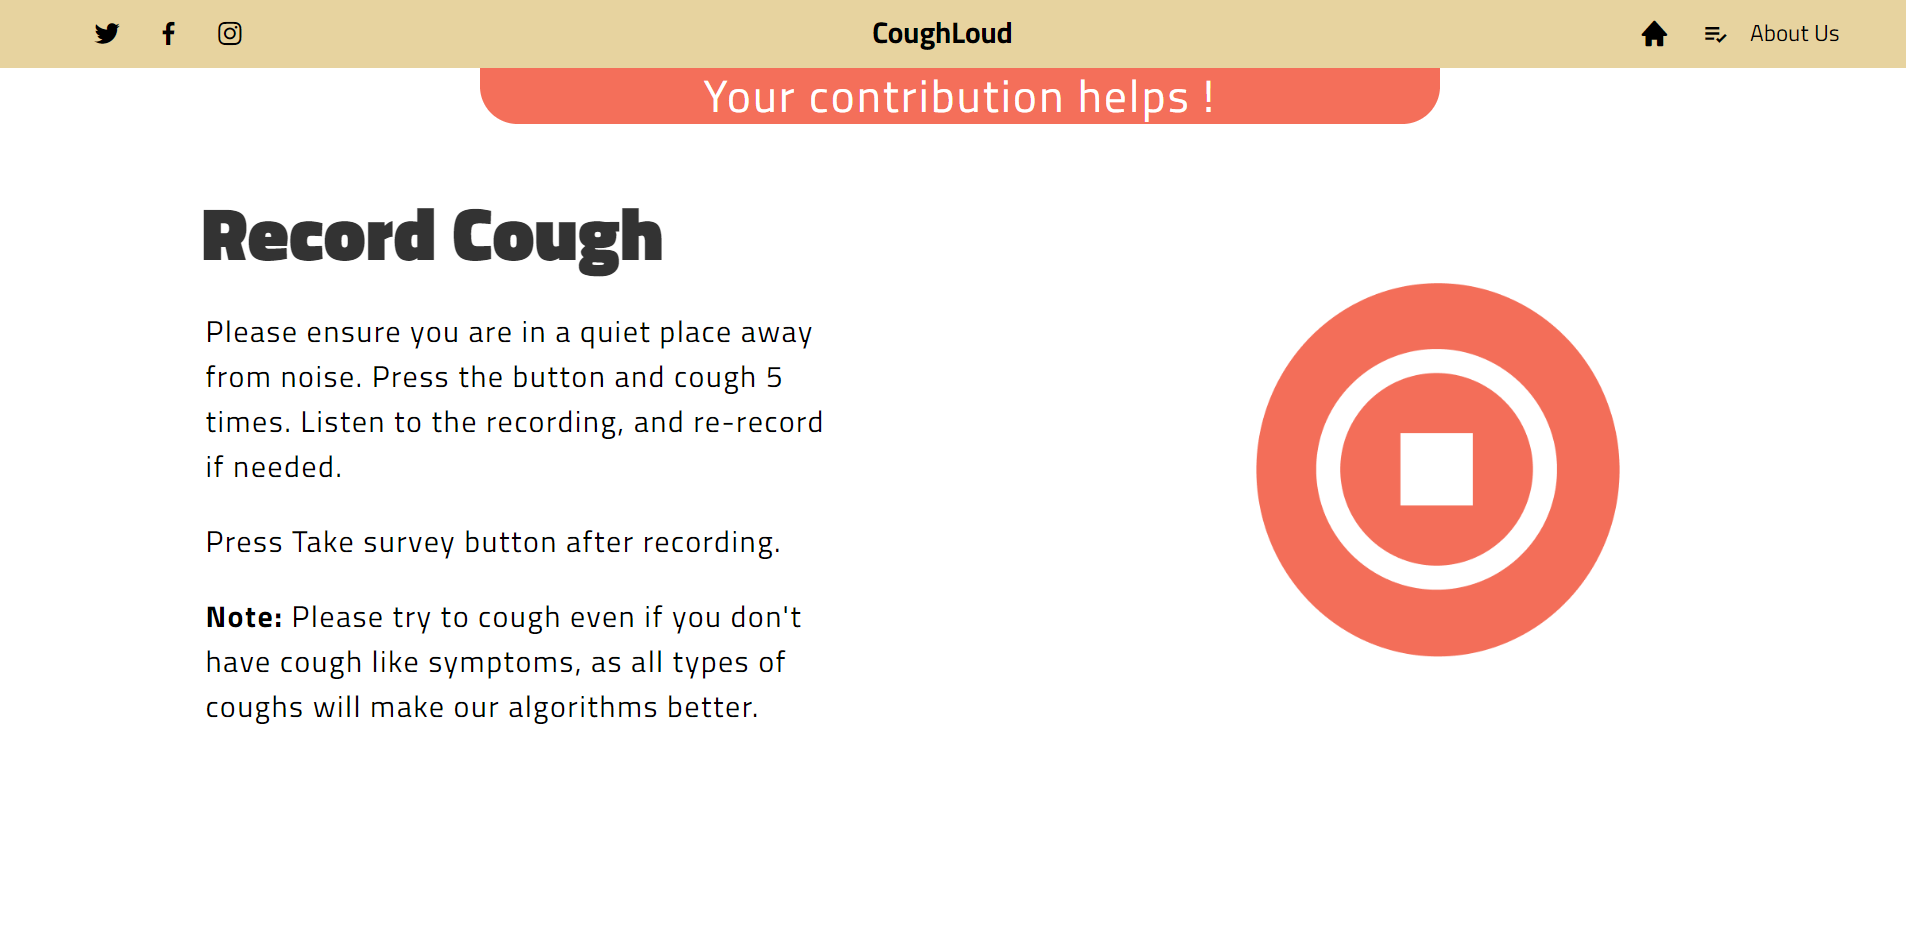 CoughLoud
About Us
Your contribution helps !
Record Cough
Please ensure you are in a quiet place away
from noise. Press the button and cough 5
times. Listen to the recording, and re-record
if needed.
Press Take survey button after recording.
Note: Please try to cough even if you don't
have cough like symptoms, as all types of
coughs will make our algorithms better.